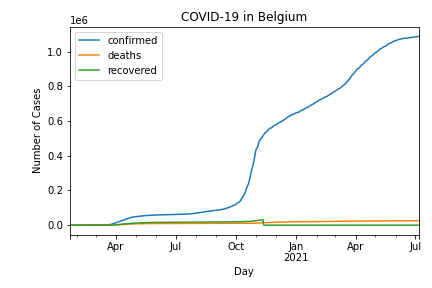 COVID-19 in Belgium
1e6
confirmed
deaths
recovered
1.0
0.8
0.6
0.4
0.2
0.0
Number of Cases
Apr Jul Oct Jan Apr Jul
2021
Day